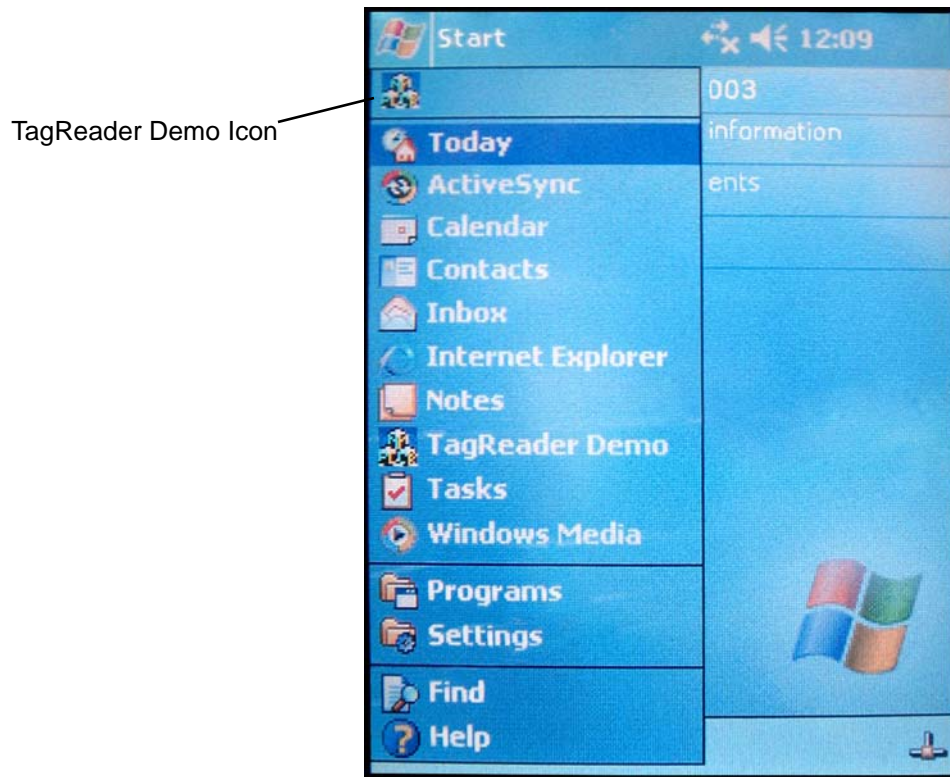 Start 12:09
TagReader Demo Icon
003
Today
information
ActiveSync
ents
Calendar
Contacts
Inbox
Internet Explorer
Notes
TagReader Demo
Tasks
Windows Media
Programs
Settings
Find
Help